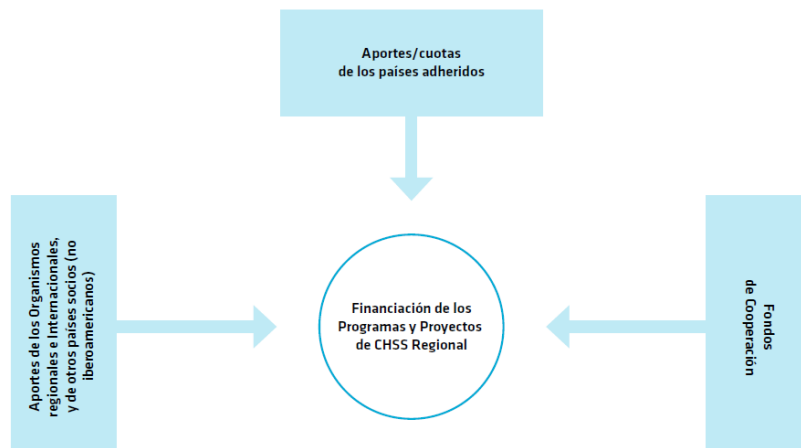 Aportes/cuotas
de los países adheridos
Aportes de los Organismos
regionales e Internacionales,
y de otros países socios (no
iberoamericanos)
Financiación de los
Programas y Proyectos
de CHSS Regional
Fondos
de Cooperación